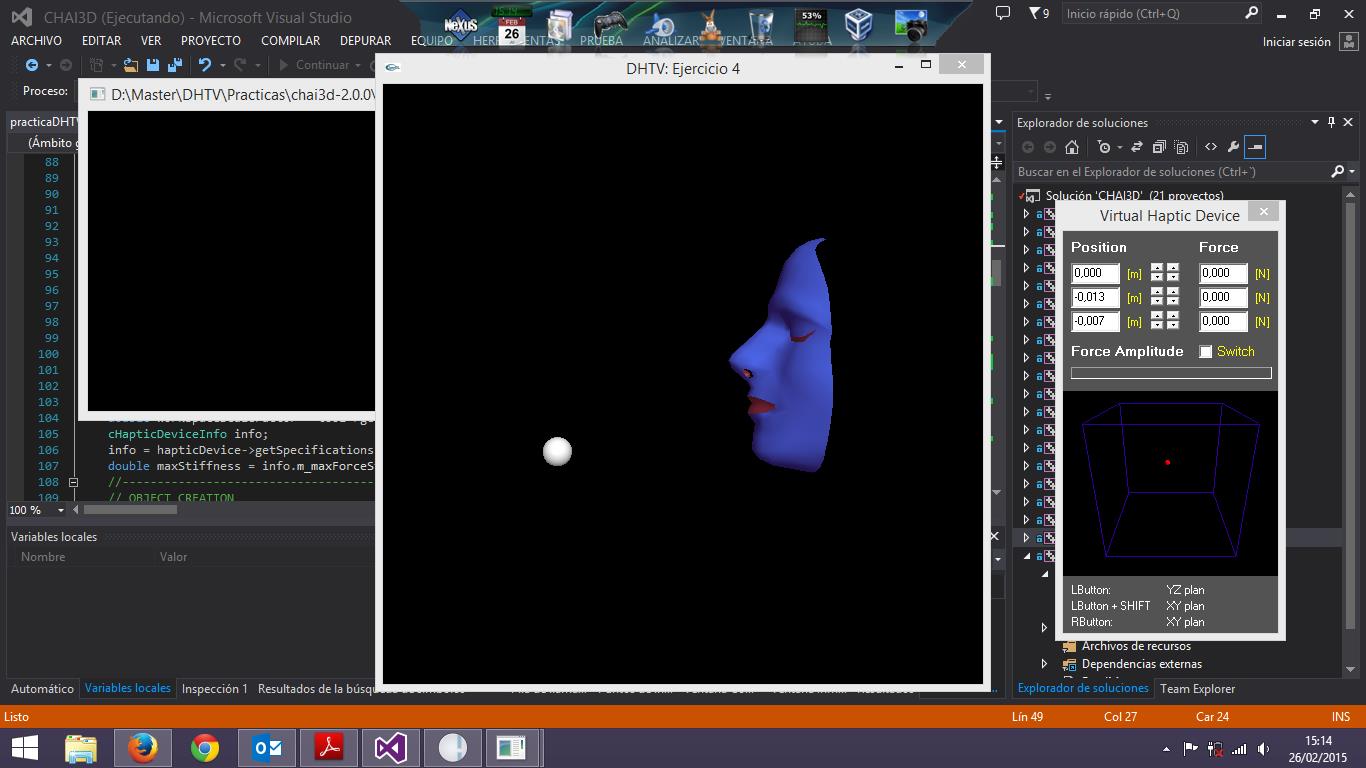 CHAI3D (Ejecutando) - Microsoft Visual Studio
NeXuS
FEB
26
53%
9
Inicio rápido (Ctrl+Q)
ARCHIVO EDITAR VER PROYECTO COMPILAR DEPURAR EQUIPO HERRAMIENTAS PRUEBA ANALIZAR VENTANA AYUDA
Iniciar sesión
Continuar
Proceso:
D:\Master\DHTV\Practicas\chai3d-2.0.0\
DHTV: Ejercicio 4
practicaDHTV
(Ámbito
88
89
90
91
92
93
94
95
96
97
98
99
100
101
102
103
104
105 cHapticDeviceInfo info;
106 info = hapticDevice->getSpecifications
107 double maxStiffness = info.m_maxForceS
108 //-----------------------------------
109 // OBJECT CREATION
100 %
Variables locales
Nombre Valor
Automático Variables locales Inspección 1 Resultados de la búsqu
Explorador de soluciones
Buscar en el Explorador de soluciones (Ctrl+`)
Solución 'CHAI3D' (21 proyectos)
Virtual Haptic Device
Position Force
0,000 [m] 0,000 [N]
-0,013 [m] 0,000 [N]
-0,007 [m] 0,000 [N]
Force Amplitude Switch
LButton: YZ plan
LButton + SHIFT XY plan
RButton: XY plan
Archivos de recursos
Dependencias externas
Explorador de soluciones Team Explorer
Listo Lín 49 Col 27 Car 24 INS
15:14
26/02/2015